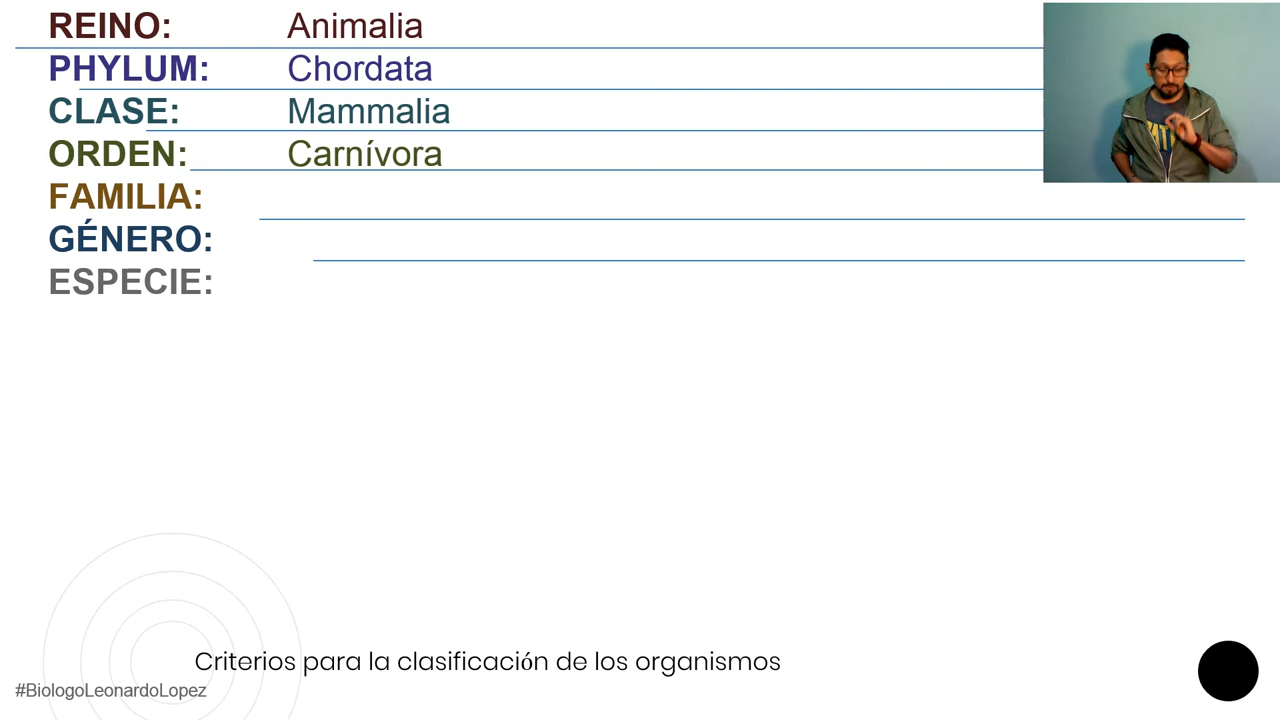 REINO: Animalia
PHYLUM: Chordata
CLASE: Mammalia
ORDEN: Carnívora
FAMILIA:
GÉNERO:
ESPECIE:
Criterios para la clasificación de los organismos
#BiologoLeonardoLopez